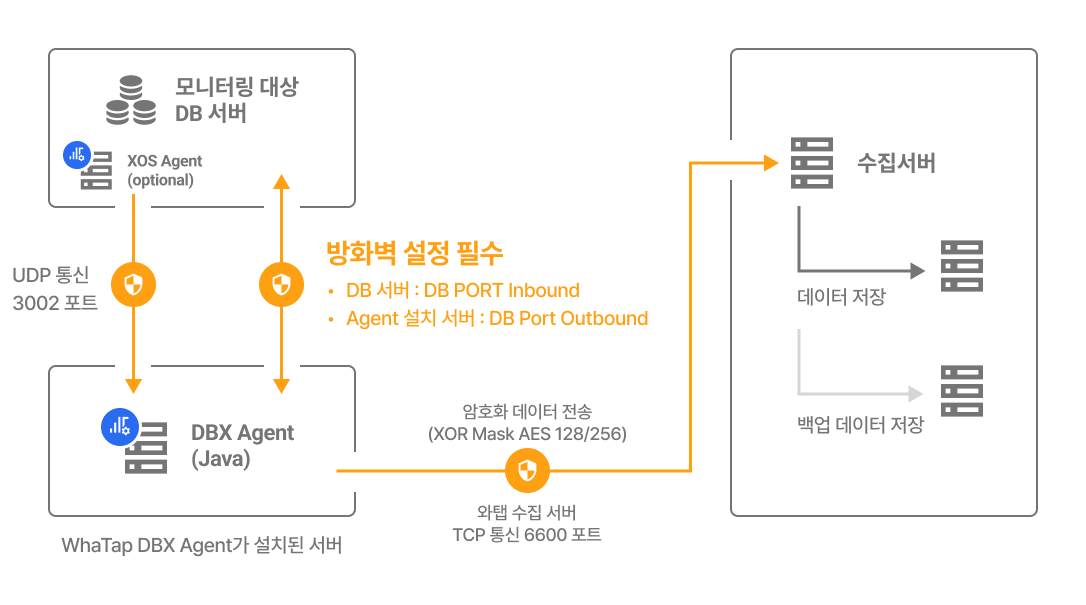 모니터링 대상
DB 서버
XOS Agent
(optional)
UDP 통신
3002 포트
방화벽 설정 필수
• DB 서버 : DB PORT Inbound
• Agent 설치 서버 : DB Port Outbound
DBX Agent
(Java)
WhaTap DBX Agent가 설치된 서버
암호화 데이터 전송
(XOR Mask AES 128/256)
와탭 수집 서버
TCP 통신 6600 포트
수집서버
데이터 저장
백업 데이터 저장